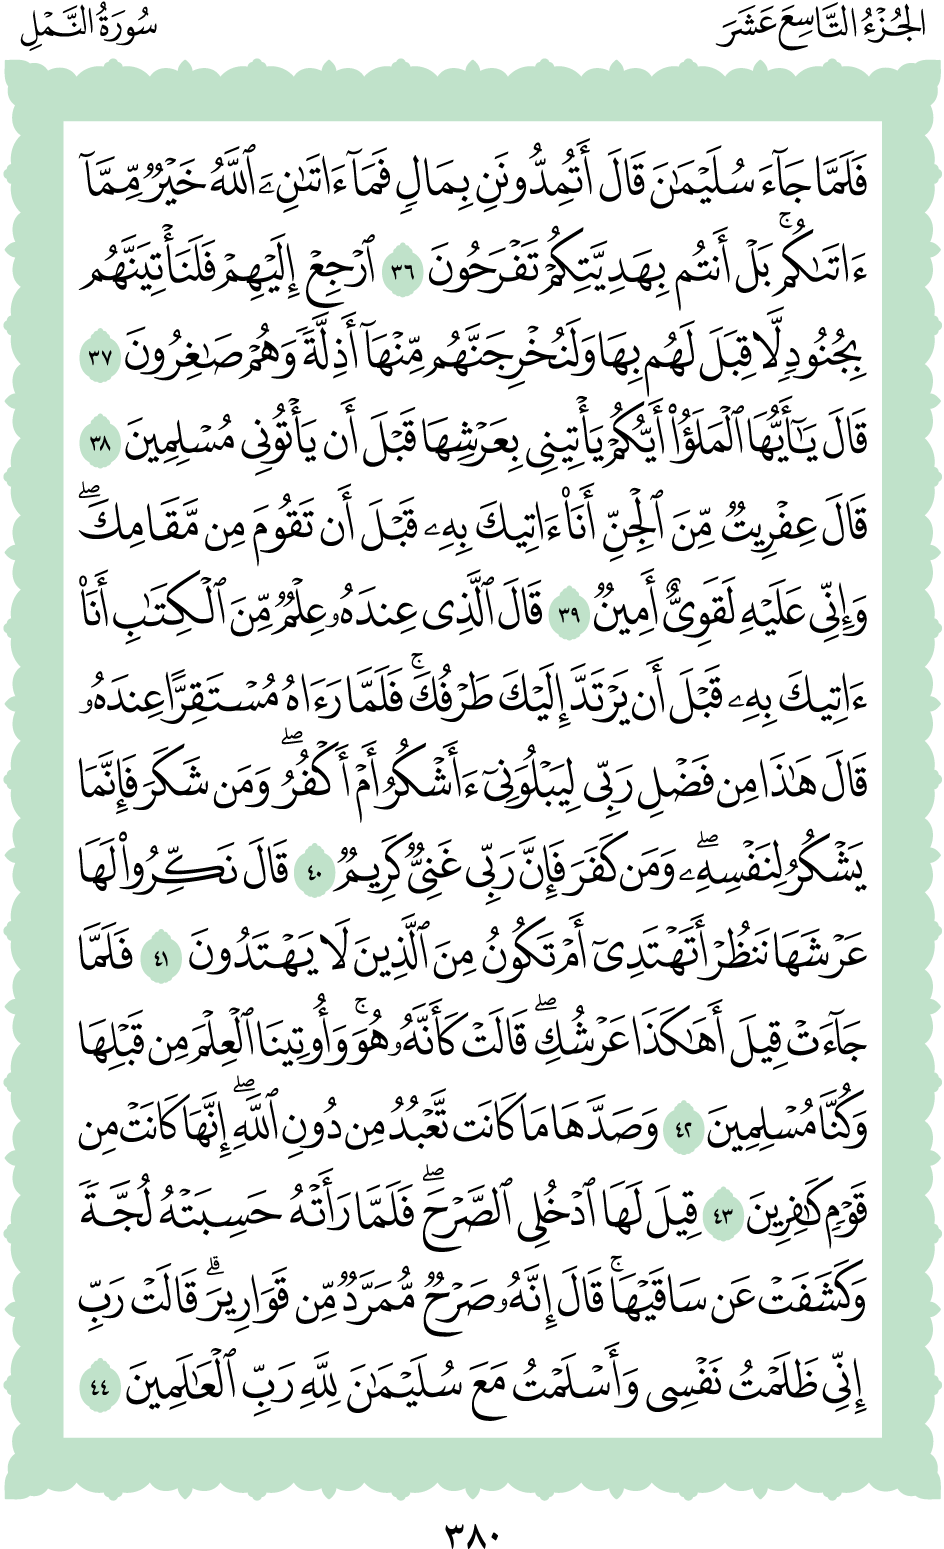 الجُزْءُ التَّاسِعَ عَشَرَ
سُورَةُ النَّمْلِ
فَلَمَّا جَآءَ سُلَيْمَٰنَ قَالَ أَتُمِدُّونَنِ بِمَالٍ فَمَآ ءَاتَىٰنِۦَ ٱللَّهُ خَيْرٌ مِّمَّآ
ءَاتَىٰكُمۚ بَلْ أَنتُم بِهَدِيَّتِكُمْ تَفْرَحُونَ ٣٦ ٱرْجِعْ إِلَيْهِمْ فَلَنَأْتِيَنَّهُم
بِجُنُودٍ لَّا قِبَلَ لَهُم بِهَا وَلَنُخْرِجَنَّهُم مِّنْهَآ أَذِلَّةً وَهُمْ صَٰغِرُونَ ٣٧
قَالَ يَٰٓأَيُّهَا ٱلْمَلَؤُا۟ أَيُّكُمْ يَأْتِينِى بِعَرْشِهَا قَبْلَ أَن يَأْتُونِى مُسْلِمِينَ ٣٨
قَالَ عِفْرِيتٌ مِّنَ ٱلْجِنِّ أَنَا۠ ءَاتِيكَ بِهِۦ قَبْلَ أَن تَقُومَ مِن مَّقَامِكَۖ
وَإِنِّى عَلَيْهِ لَقَوِىٌّ أَمِينٌ ٣٩ قَالَ ٱلَّذِى عِندَهُۥ عِلْمٌ مِّنَ ٱلْكِتَٰبِ أَنَا۠
ءَاتِيكَ بِهِۦ قَبْلَ أَن يَرْتَدَّ إِلَيْكَ طَرْفُكَۚ فَلَمَّا رَءَاهُ مُسْتَقِرًّا عِندَهُۥ
قَالَ هَٰذَا مِن فَضْلِ رَبِّى لِيَبْلُوَنِىٓ ءَأَشْكُرُ أَمْ أَكْفُرُۖ وَمَن شَكَرَ فَإِنَّمَا
يَشْكُرُ لِنَفْسِهِۦۖ وَمَن كَفَرَ فَإِنَّ رَبِّى غَنِىٌّ كَرِيمٌ ٤٠ قَالَ نَكِّرُوا۟ لَهَا
عَرْشَهَا نَنظُرْ أَتَهْتَدِىٓ أَمْ تَكُونُ مِنَ ٱلَّذِينَ لَا يَهْتَدُونَ ٤١ فَلَمَّا
جَآءَتْ قِيلَ أَهَٰكَذَا عَرْشُكِۖ قَالَتْ كَأَنَّهُۥ هُوَۚ وَأُوتِينَا ٱلْعِلْمَ مِن قَبْلِهَا
وَكُنَّا مُسْلِمِينَ ٤٢ وَصَدَّهَا مَا كَانَت تَّعْبُدُ مِن دُونِ ٱللَّهِۖ إِنَّهَا كَانَتْ مِن
قَوْمٍ كَٰفِرِينَ ٤٣ قِيلَ لَهَا ٱدْخُلِى ٱلصَّرْحَۖ فَلَمَّا رَأَتْهُ حَسِبَتْهُ لُجَّةً
وَكَشَفَتْ عَن سَاقَيْهَاۚ قَالَ إِنَّهُۥ صَرْحٌ مُّمَرَّدٌ مِّن قَوَارِيرَۗ قَالَتْ رَبِّ
إِنِّى ظَلَمْتُ نَفْسِى وَأَسْلَمْتُ مَعَ سُلَيْمَٰنَ لِلَّهِ رَبِّ ٱلْعَٰلَمِينَ ٤٤
٣٨٠